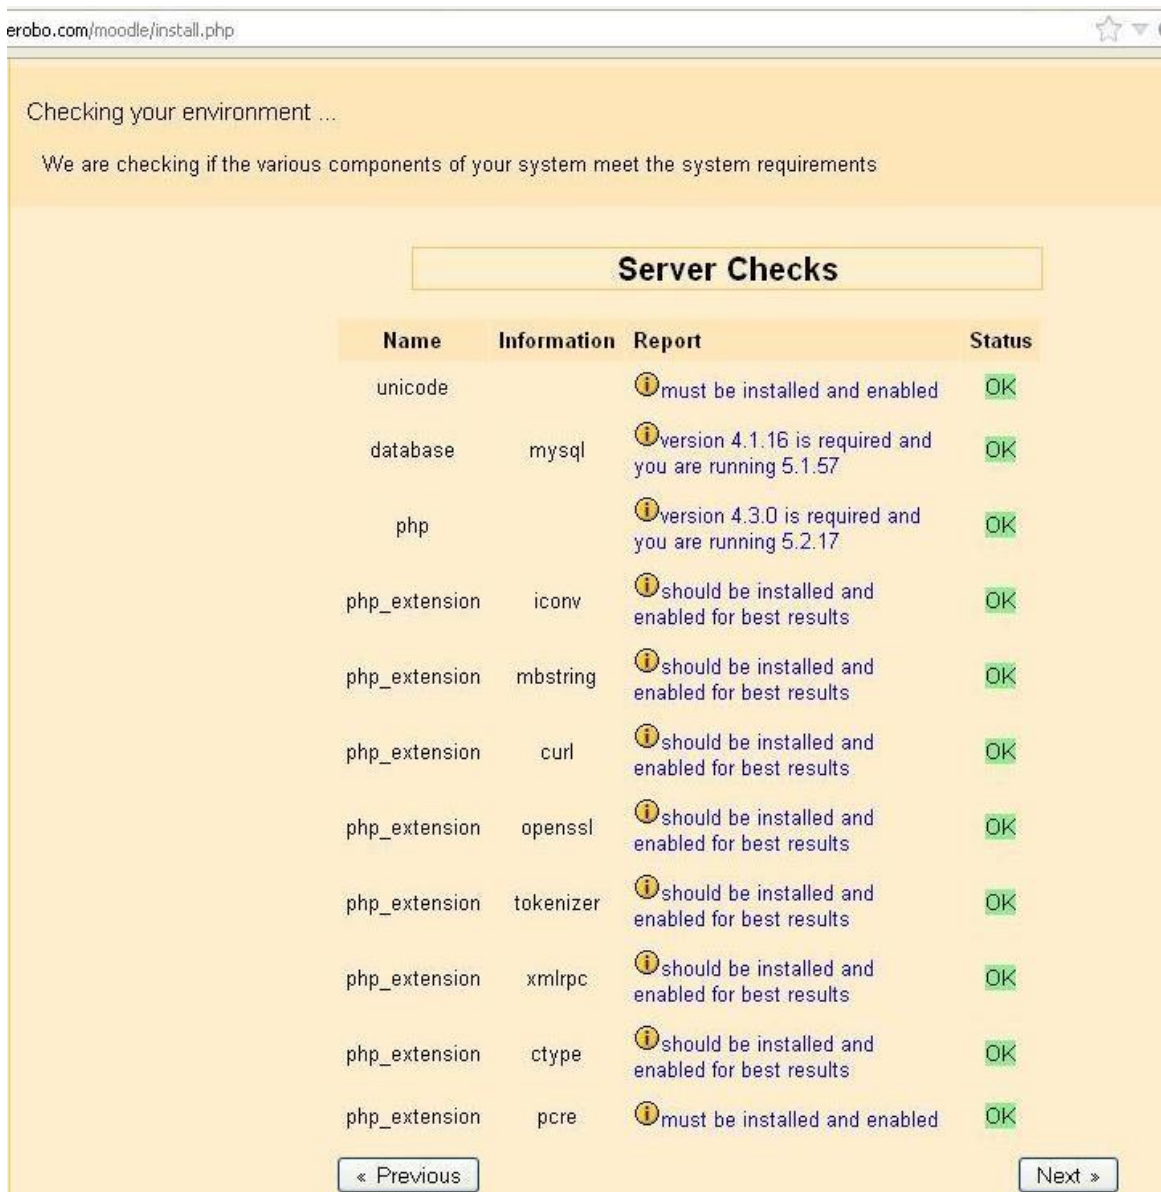 erobo.com/moodle/install.php
Checking your environment ...
We are checking if the various components of your system meet the system requirements
Server Checks
Name Information Report Status
unicode must be installed and enabled OK
database mysql version 4.1.16 is required and you are running 5.1.57 OK
php version 4.3.0 is required and you are running 5.2.17 OK
php_extension iconv should be installed and enabled for best results OK
php_extension mbstring should be installed and enabled for best results OK
php_extension curl should be installed and enabled for best results OK
php_extension openssl should be installed and enabled for best results OK
php_extension tokenizer should be installed and enabled for best results OK
php_extension xmlrpc should be installed and enabled for best results OK
php_extension ctype should be installed and enabled for best results OK
php_extension pcre must be installed and enabled OK
« Previous Next »